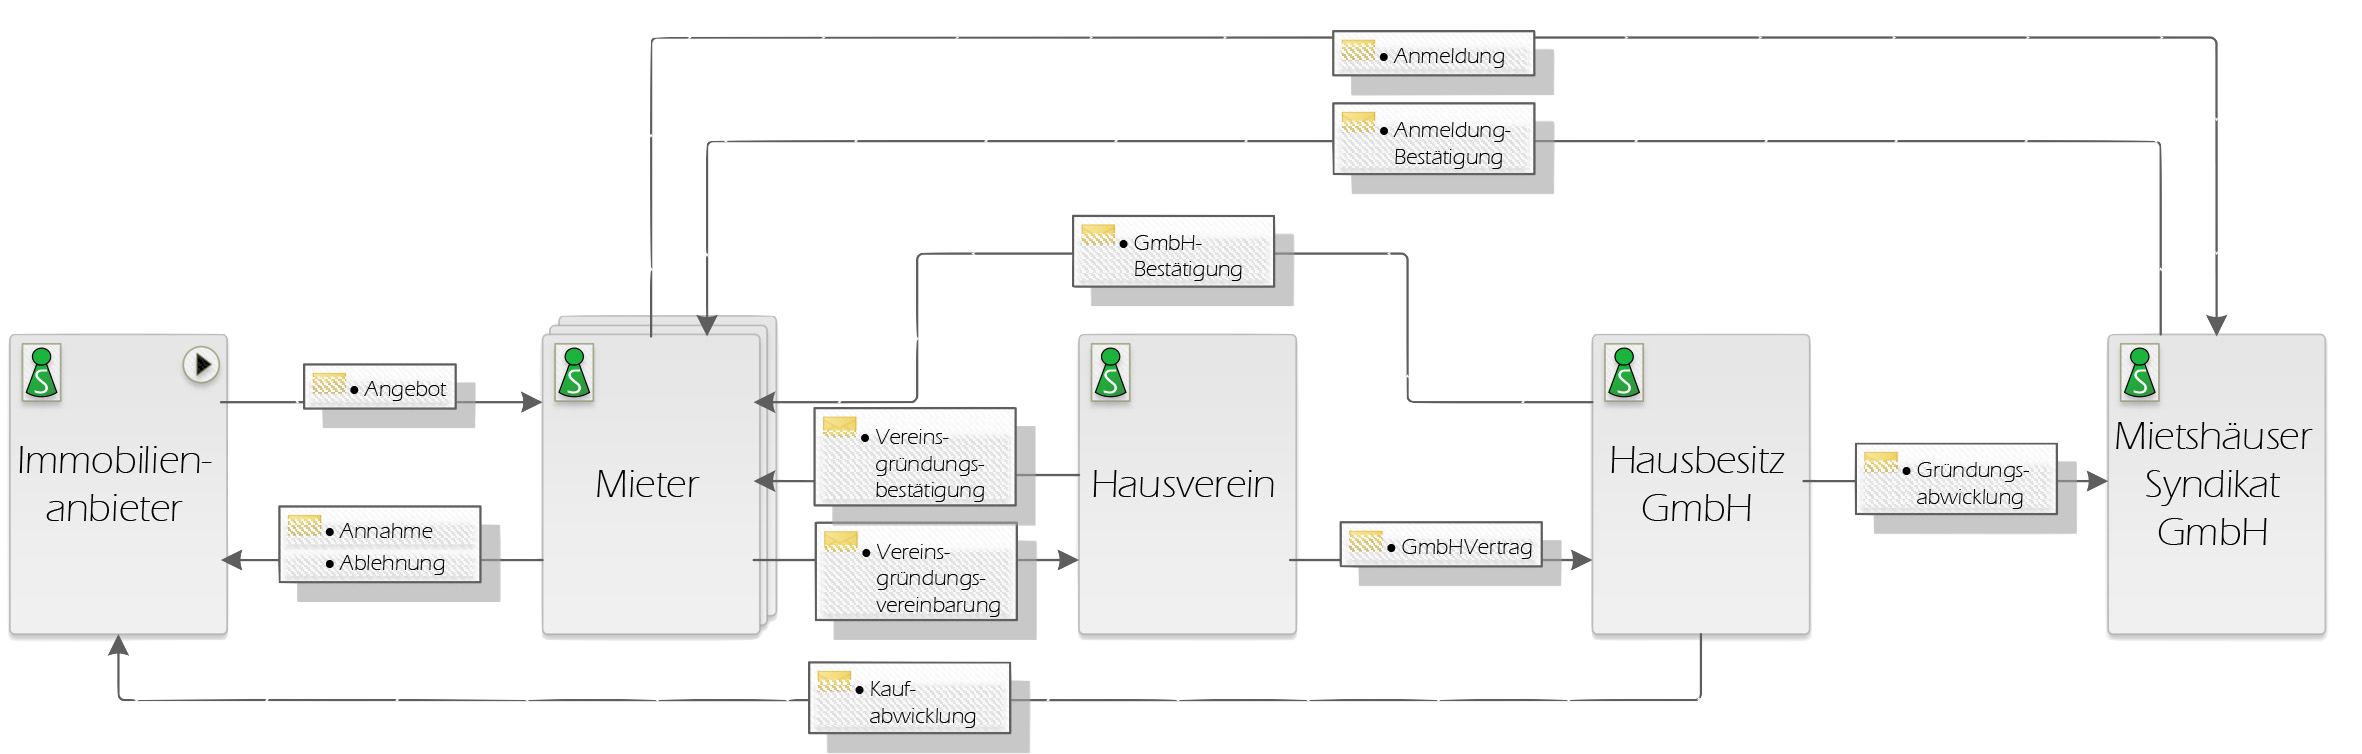 • Anmeldung
• Anmeldung-
Bestätigung
• GmbH-
Bestätigung
S
Immobilien-
anbieter
• Angebot
• Annahme
• Ablehnung
S
Mieter
• Vereins-
gründungs-
bestätigung
• Vereins-
gründungs-
vereinbarung
S
Hausverein
• GmbHVertrag
S
Hausbesitz
GmbH
• Gründungs-
abwicklung
S
Mietshäuser
Syndikat
GmbH
• Kauf-
abwicklung